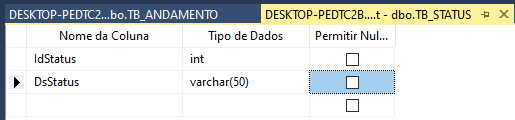 DESKTOP-PEDTC2...bo.TB_ANDAMENTO DESKTOP-PEDTC2B....t - dbo.TB_STATUS
Nome da Coluna Tipo de Dados Permitir Nul...
IdStatus int
DsStatus varchar(50)